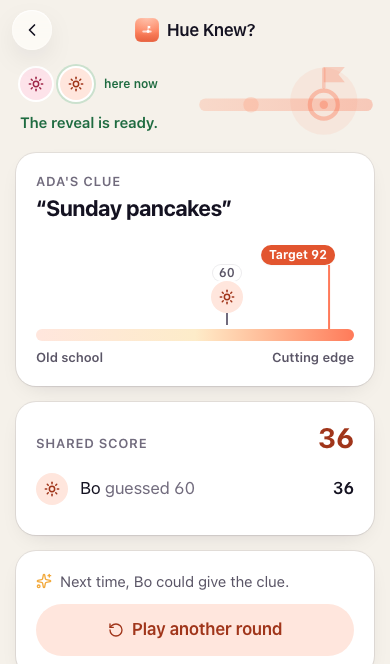 Hue Knew?
here now
The reveal is ready.
ADA'S CLUE
“Sunday pancakes”
Target 92
60
Old school
Cutting edge
SHARED SCORE
36
Bo guessed 60
36
Next time, Bo could give the clue.
Play another round